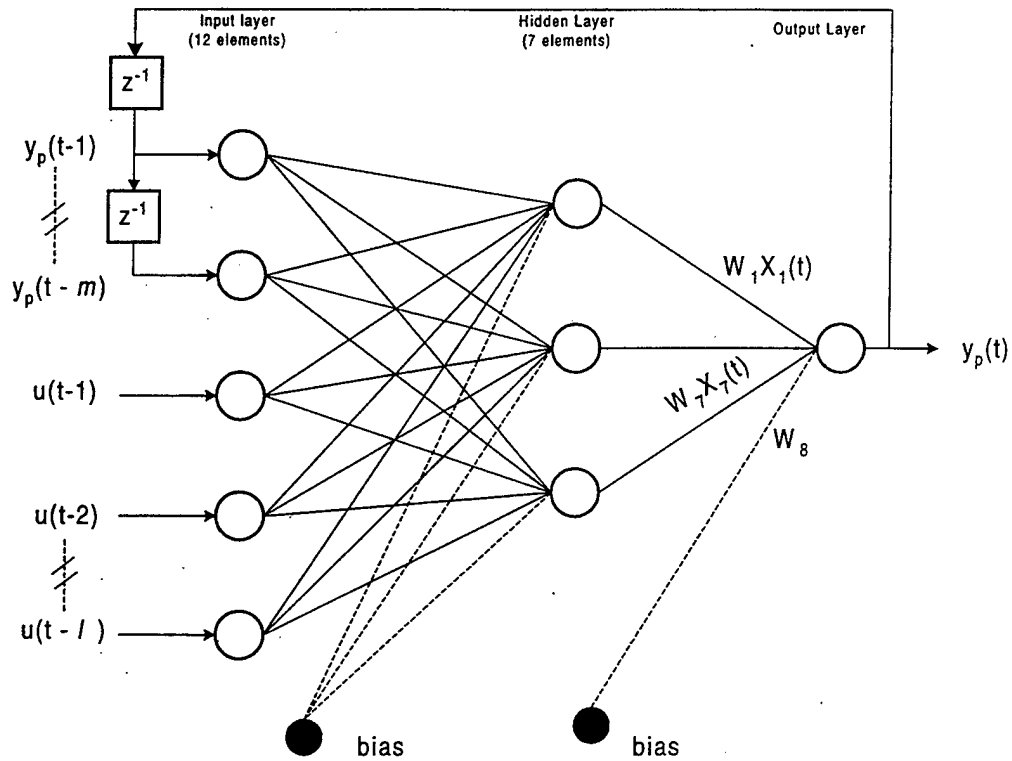 Input layer
(12 elements)
Hidden Layer
(7 elements)
Output Layer
z⁻¹
yₚ(t-1)
z⁻¹
yₚ(t - m)
W₁X₁(t)
yₚ(t)
u(t-1)
W₇X₇(t)
W₈
u(t-2)
u(t - l )
bias
bias